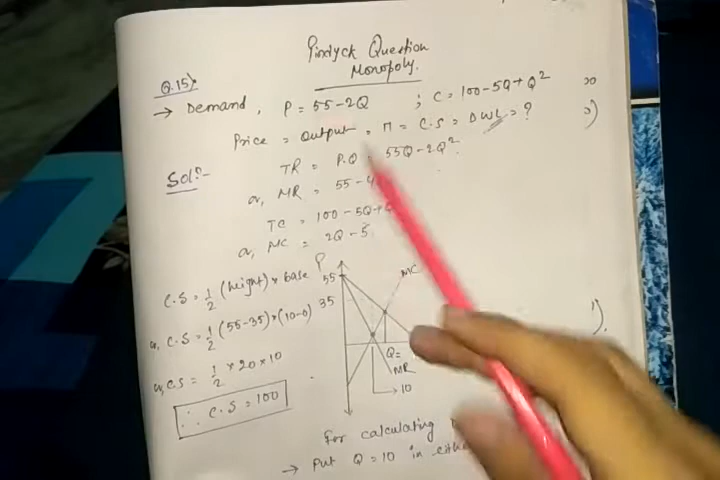 Pindyck Question
Monopoly.
Q.15)
→ Demand, P = 55-2Q ; C = 100-5Q+Q²
Price = Output = π = C.S = DWL = ?
Sol:-
TR = P.Q = 55Q-2Q²
or, MR = 55-4
TC = 100-5Q+Q
or, MC = 2Q-5
C.S = 1/2 (height) * base
or, C.S = 1/2 (55-35) * (10-0)
or, C.S = 1/2 * 20 * 10
∴ C.S = 100
P
55
35
MC
Q=
MR
→ 10
For calculating
→ Put Q = 10 in